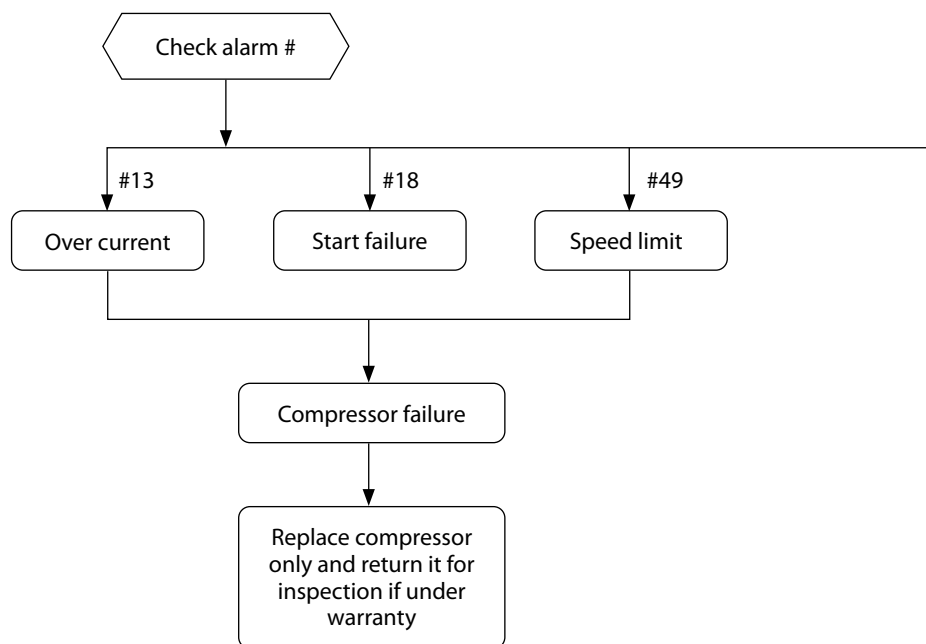 Check alarm #
#13
#18
#49
Over current
Start failure
Speed limit
Compressor failure
Replace compressor
only and return it for
inspection if under
warranty